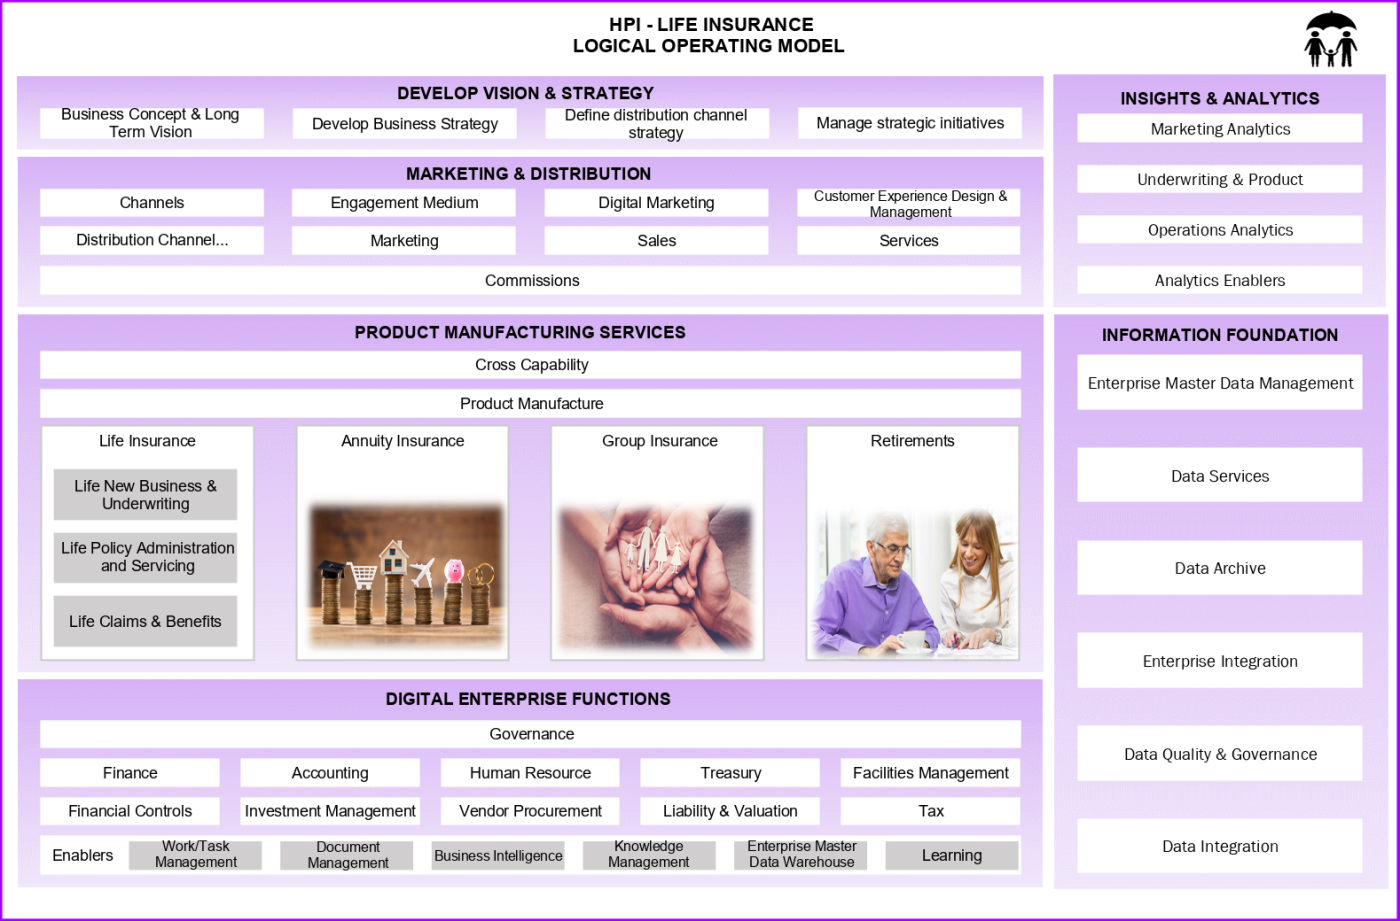 HPI - LIFE INSURANCE
LOGICAL OPERATING MODEL
DEVELOP VISION & STRATEGY
Business Concept & Long
Term Vision
Develop Business Strategy
Define distribution channel
strategy
Manage strategic initiatives
MARKETING & DISTRIBUTION
Channels
Engagement Medium
Digital Marketing
Customer Experience Design &
Management
Distribution Channel...
Marketing
Sales
Services
Commissions
INSIGHTS & ANALYTICS
Marketing Analytics
Underwriting & Product
Operations Analytics
Analytics Enablers
PRODUCT MANUFACTURING SERVICES
Cross Capability
Product Manufacture
Life Insurance
Life New Business &
Underwriting
Life Policy Administration
and Servicing
Life Claims & Benefits
Annuity Insurance
Group Insurance
Retirements
INFORMATION FOUNDATION
Enterprise Master Data Management
Data Services
Data Archive
Enterprise Integration
Data Quality & Governance
Data Integration
DIGITAL ENTERPRISE FUNCTIONS
Governance
Finance
Accounting
Human Resource
Treasury
Facilities Management
Financial Controls
Investment Management
Vendor Procurement
Liability & Valuation
Tax
Enablers
Work/Task
Management
Document
Management
Business Intelligence
Knowledge
Management
Enterprise Master
Data Warehouse
Learning